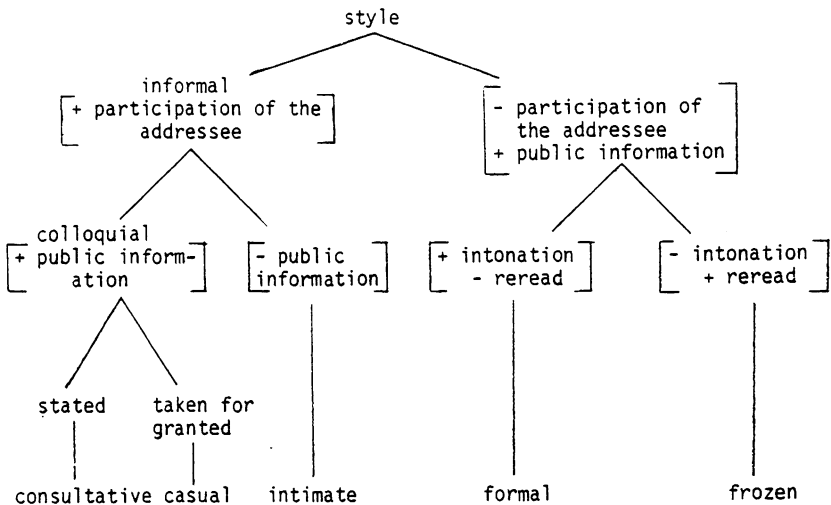 style
informal
+ participation of the
addressee
- participation of
the addressee
+ public information
colloquial
+ public inform-
ation
- public
information
+ intonation
- reread
- intonation
+ reread
stated
taken for
granted
consultative casual intimate formal frozen